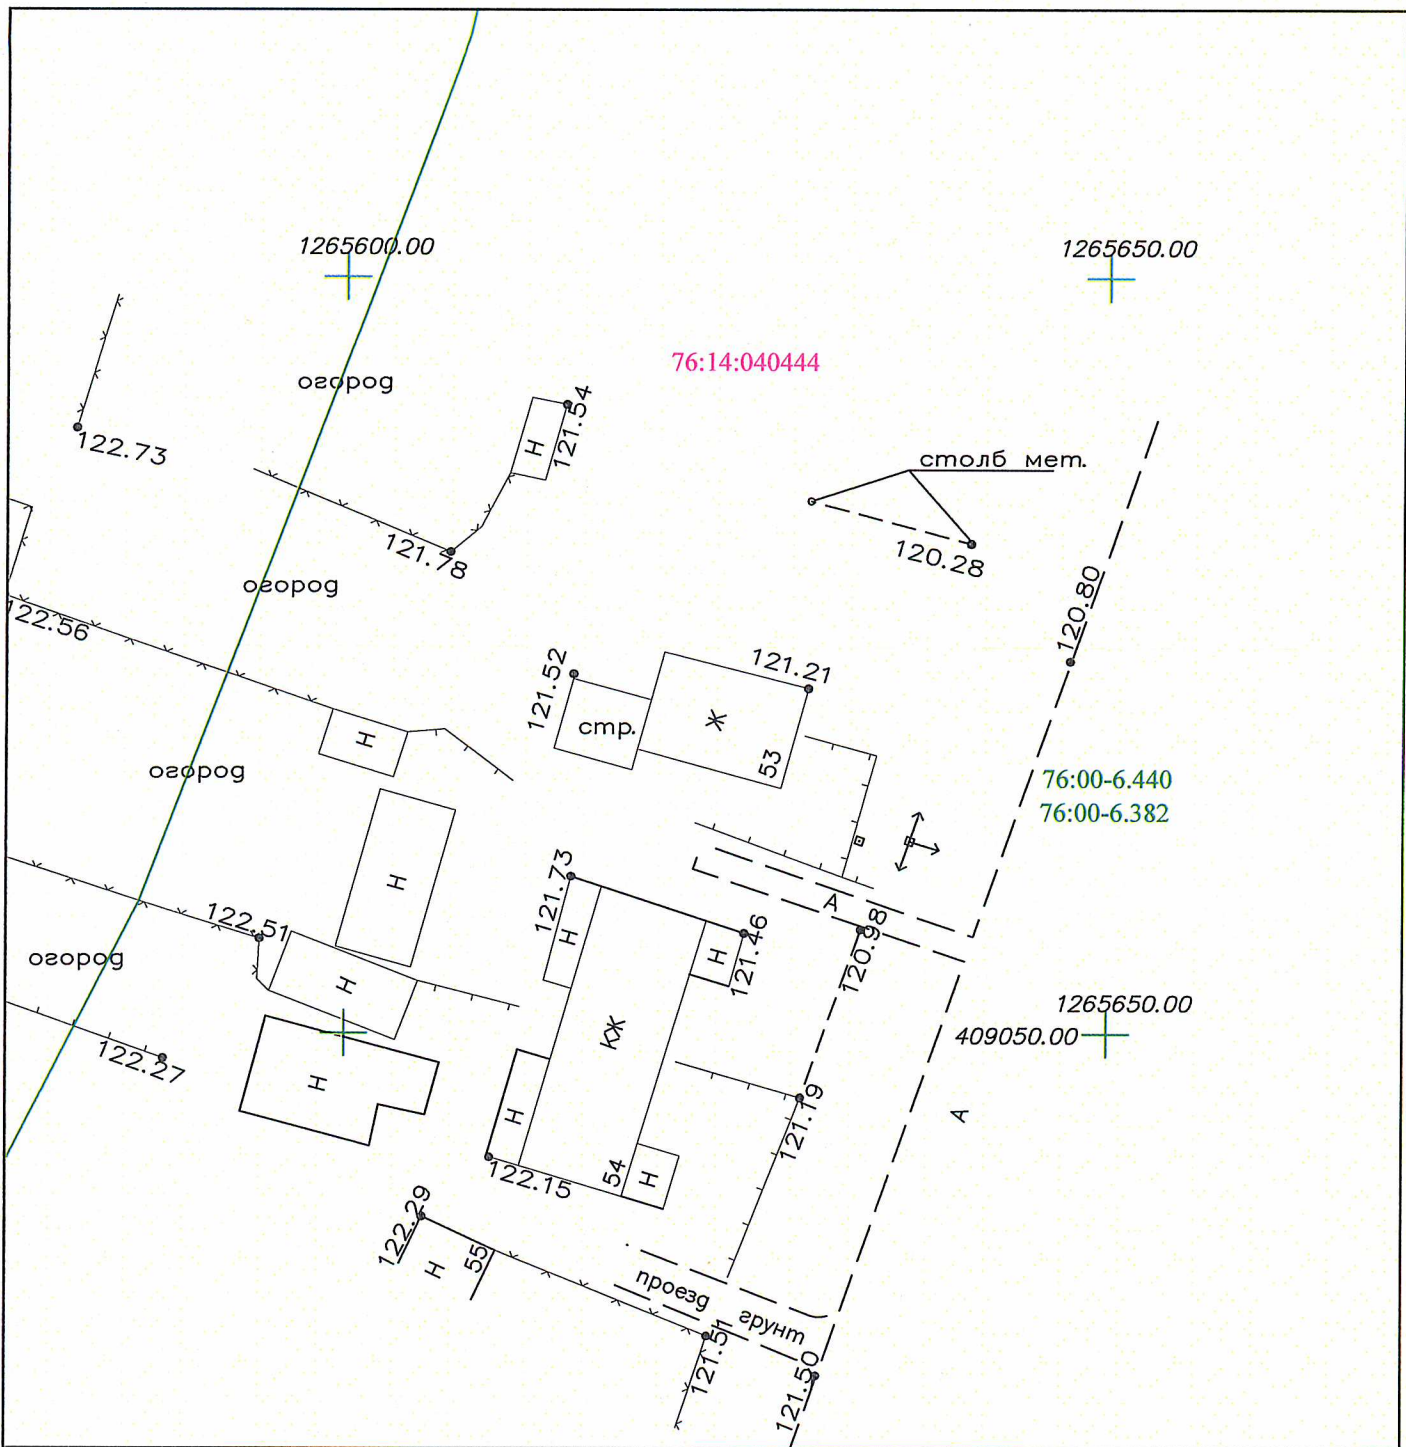 1265600.00
1265650.00
76:14:040444
огород
Н
121.54
122.73
столб мет.
121.78
120.28
огород
120.80
122.56
121.52
121.21
стр.
Ж
53
Н
огород
76:00-6.440
76:00-6.382
Н
121.73
А
122.51
Н
121.46
Н
120.98
огород
Н
1265650.00
409050.00
КЖ
122.27
Н
121.19
А
Н
122.15
54
Н
122.29
Н
55
проезд
грунт
121.51
121.50